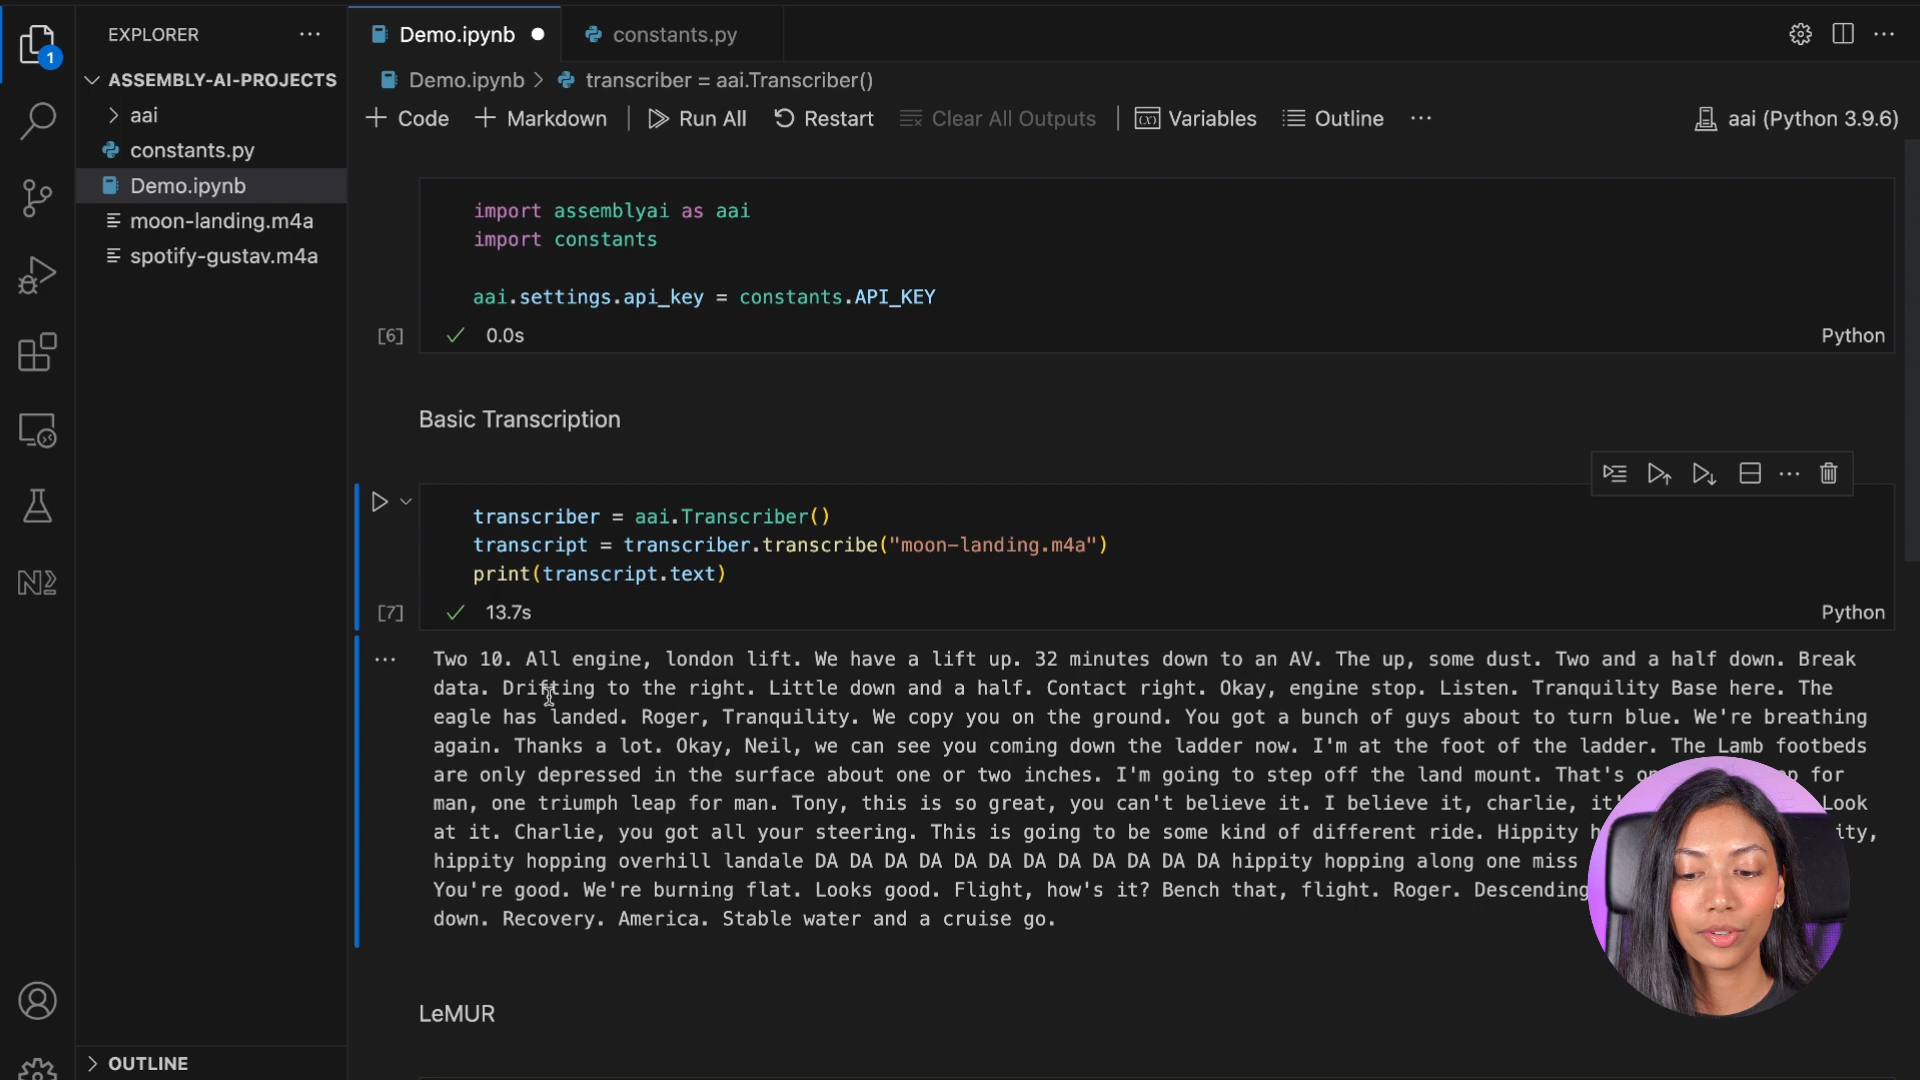 EXPLORER
Demo.ipynb
constants.py
1
ASSEMBLY-AI-PROJECTS
Demo.ipynb > transcriber = aai.Transcriber()
aai
+ Code + Markdown Run All Restart Clear All Outputs Variables Outline ... aai (Python 3.9.6)
constants.py
Demo.ipynb
moon-landing.m4a
spotify-gustav.m4a
import assemblyai as aai
import constants
aai.settings.api_key = constants.API_KEY
[6] 0.0s Python
Basic Transcription
transcriber = aai.Transcriber()
transcript = transcriber.transcribe("moon-landing.m4a")
print(transcript.text)
[7] 13.7s Python
Two 10. All engine, london lift. We have a lift up. 32 minutes down to an AV. The up, some dust. Two and a half down. Break
data. Drifting to the right. Little down and a half. Contact right. Okay, engine stop. Listen. Tranquility Base here. The
eagle has landed. Roger, Tranquility. We copy you on the ground. You got a bunch of guys about to turn blue. We're breathing
again. Thanks a lot. Okay, Neil, we can see you coming down the ladder now. I'm at the foot of the ladder. The Lamb footbeds
are only depressed in the surface about one or two inches. I'm going to step off the land mount. That's for
man, one triumph leap for man. Tony, this is so great, you can't believe it. I believe it, charlie, Look
at it. Charlie, you got all your steering. This is going to be some kind of different ride. Hippity
hippity hopping overhill landale DA DA DA DA DA DA DA DA DA DA DA DA hippity hopping along one miss
You're good. We're burning flat. Looks good. Flight, how's it? Bench that, flight. Roger. Descending
down. Recovery. America. Stable water and a cruise go.
LeMUR
OUTLINE